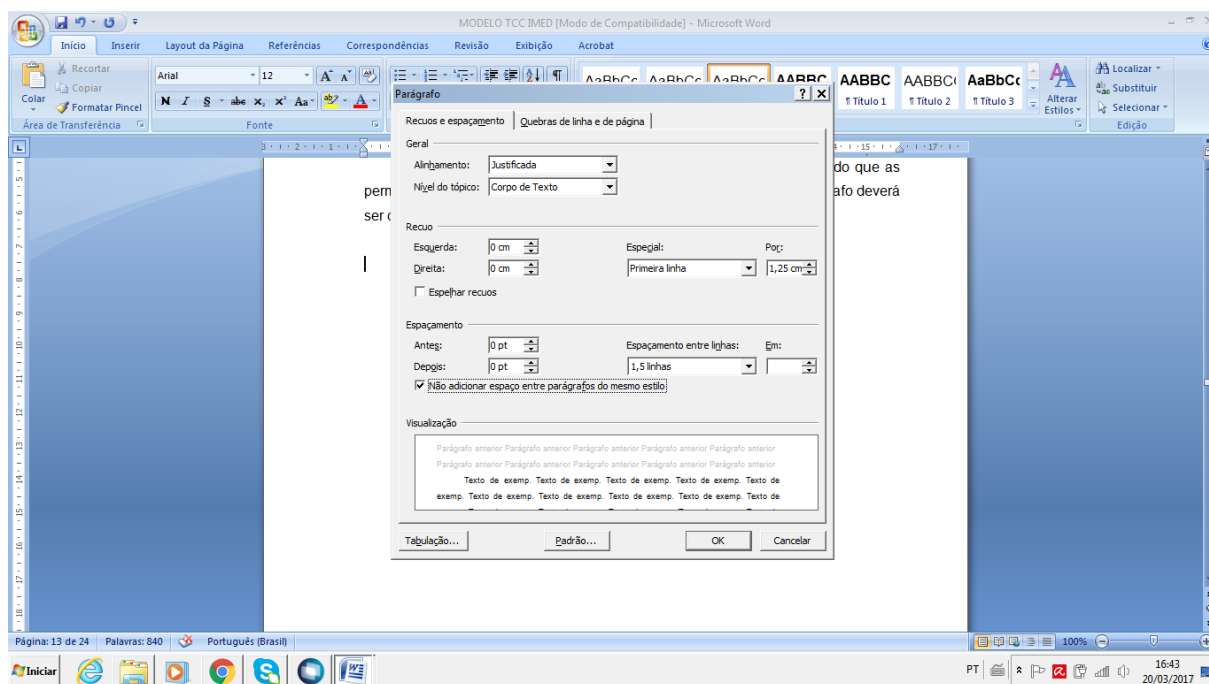 MODELO TCC IMED [Modo de Compatibilidade] - Microsoft Word
Início Inserir Layout da Página Referências Correspondências Revisão Exibição Acrobat
Recortar
Copiar
Colar
Formatar Pincel
Área de Transferência
Arial 12
N I S abe x₂ x² Aa
Fonte
AaBbCc AaBbCc AaBbCc AABBC AABBC AABBC( AaBbCc
¶ Título 1 ¶ Título 2 ¶ Título 3
Alterar Estilos
Localizar
Substituir
Selecionar
Edição
do que as
pern afo deverá
ser
Parágrafo
Recuos e espaçamento Quebras de linha e de página
Geral
Alinhamento: Justificada
Nível do tópico: Corpo de Texto
Recuo
Esquerda: 0 cm Especial: Por:
Direita: 0 cm Primeira linha 1,25 cm
Espelhar recuos
Espaçamento
Antes: 0 pt Espaçamento entre linhas: Em:
Depois: 0 pt 1,5 linhas
Não adicionar espaço entre parágrafos do mesmo estilo
Visualização
Parágrafo anterior Parágrafo anterior Parágrafo anterior Parágrafo anterior Parágrafo anterior
Parágrafo anterior Parágrafo anterior Parágrafo anterior Parágrafo anterior Parágrafo anterior
Texto de exemp. Texto de exemp. Texto de exemp. Texto de exemp. Texto de
exemp. Texto de exemp. Texto de exemp. Texto de exemp. Texto de exemp. Texto de
Tabulação... Padrão... OK Cancelar
Página: 13 de 24 Palavras: 840 Português (Brasil) 100%
Iniciar
PT 16:43
20/03/2017